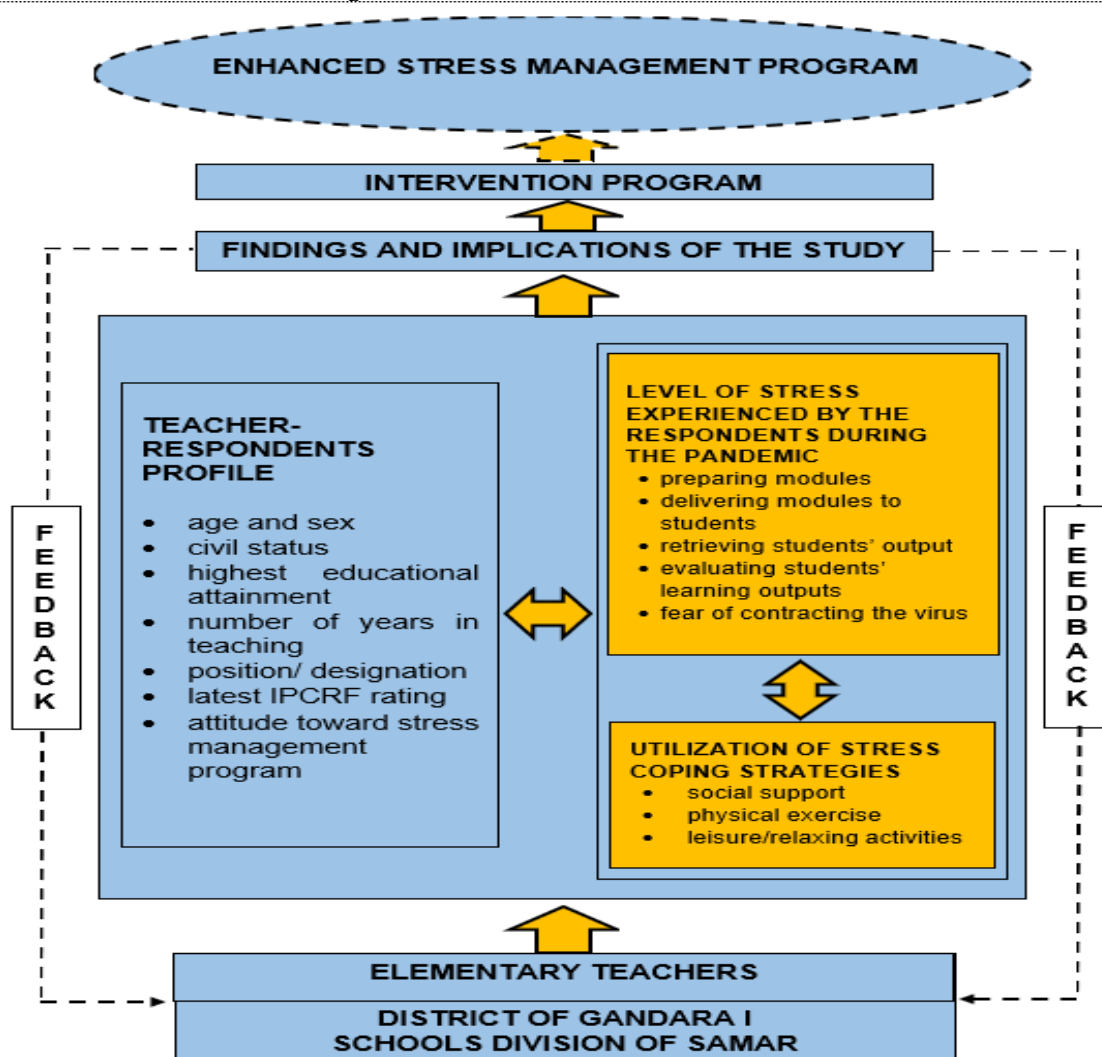 ENHANCED STRESS MANAGEMENT PROGRAM
INTERVENTION PROGRAM
FINDINGS AND IMPLICATIONS OF THE STUDY
TEACHER-
RESPONDENTS
PROFILE
• age and sex
• civil status
• highest educational
attainment
• number of years in
teaching
• position/ designation
• latest IPCRF rating
• attitude toward stress
management
program
LEVEL OF STRESS
EXPERIENCED BY THE
RESPONDENTS DURING
THE PANDEMIC
• preparing modules
• delivering modules to
students
• retrieving students’ output
• evaluating students’
learning outputs
• fear of contracting the virus
UTILIZATION OF STRESS
COPING STRATEGIES
• social support
• physical exercise
• leisure/relaxing activities
F
E
E
D
B
A
C
K
F
E
E
D
B
A
C
K
ELEMENTARY TEACHERS
DISTRICT OF GANDARA I
SCHOOLS DIVISION OF SAMAR